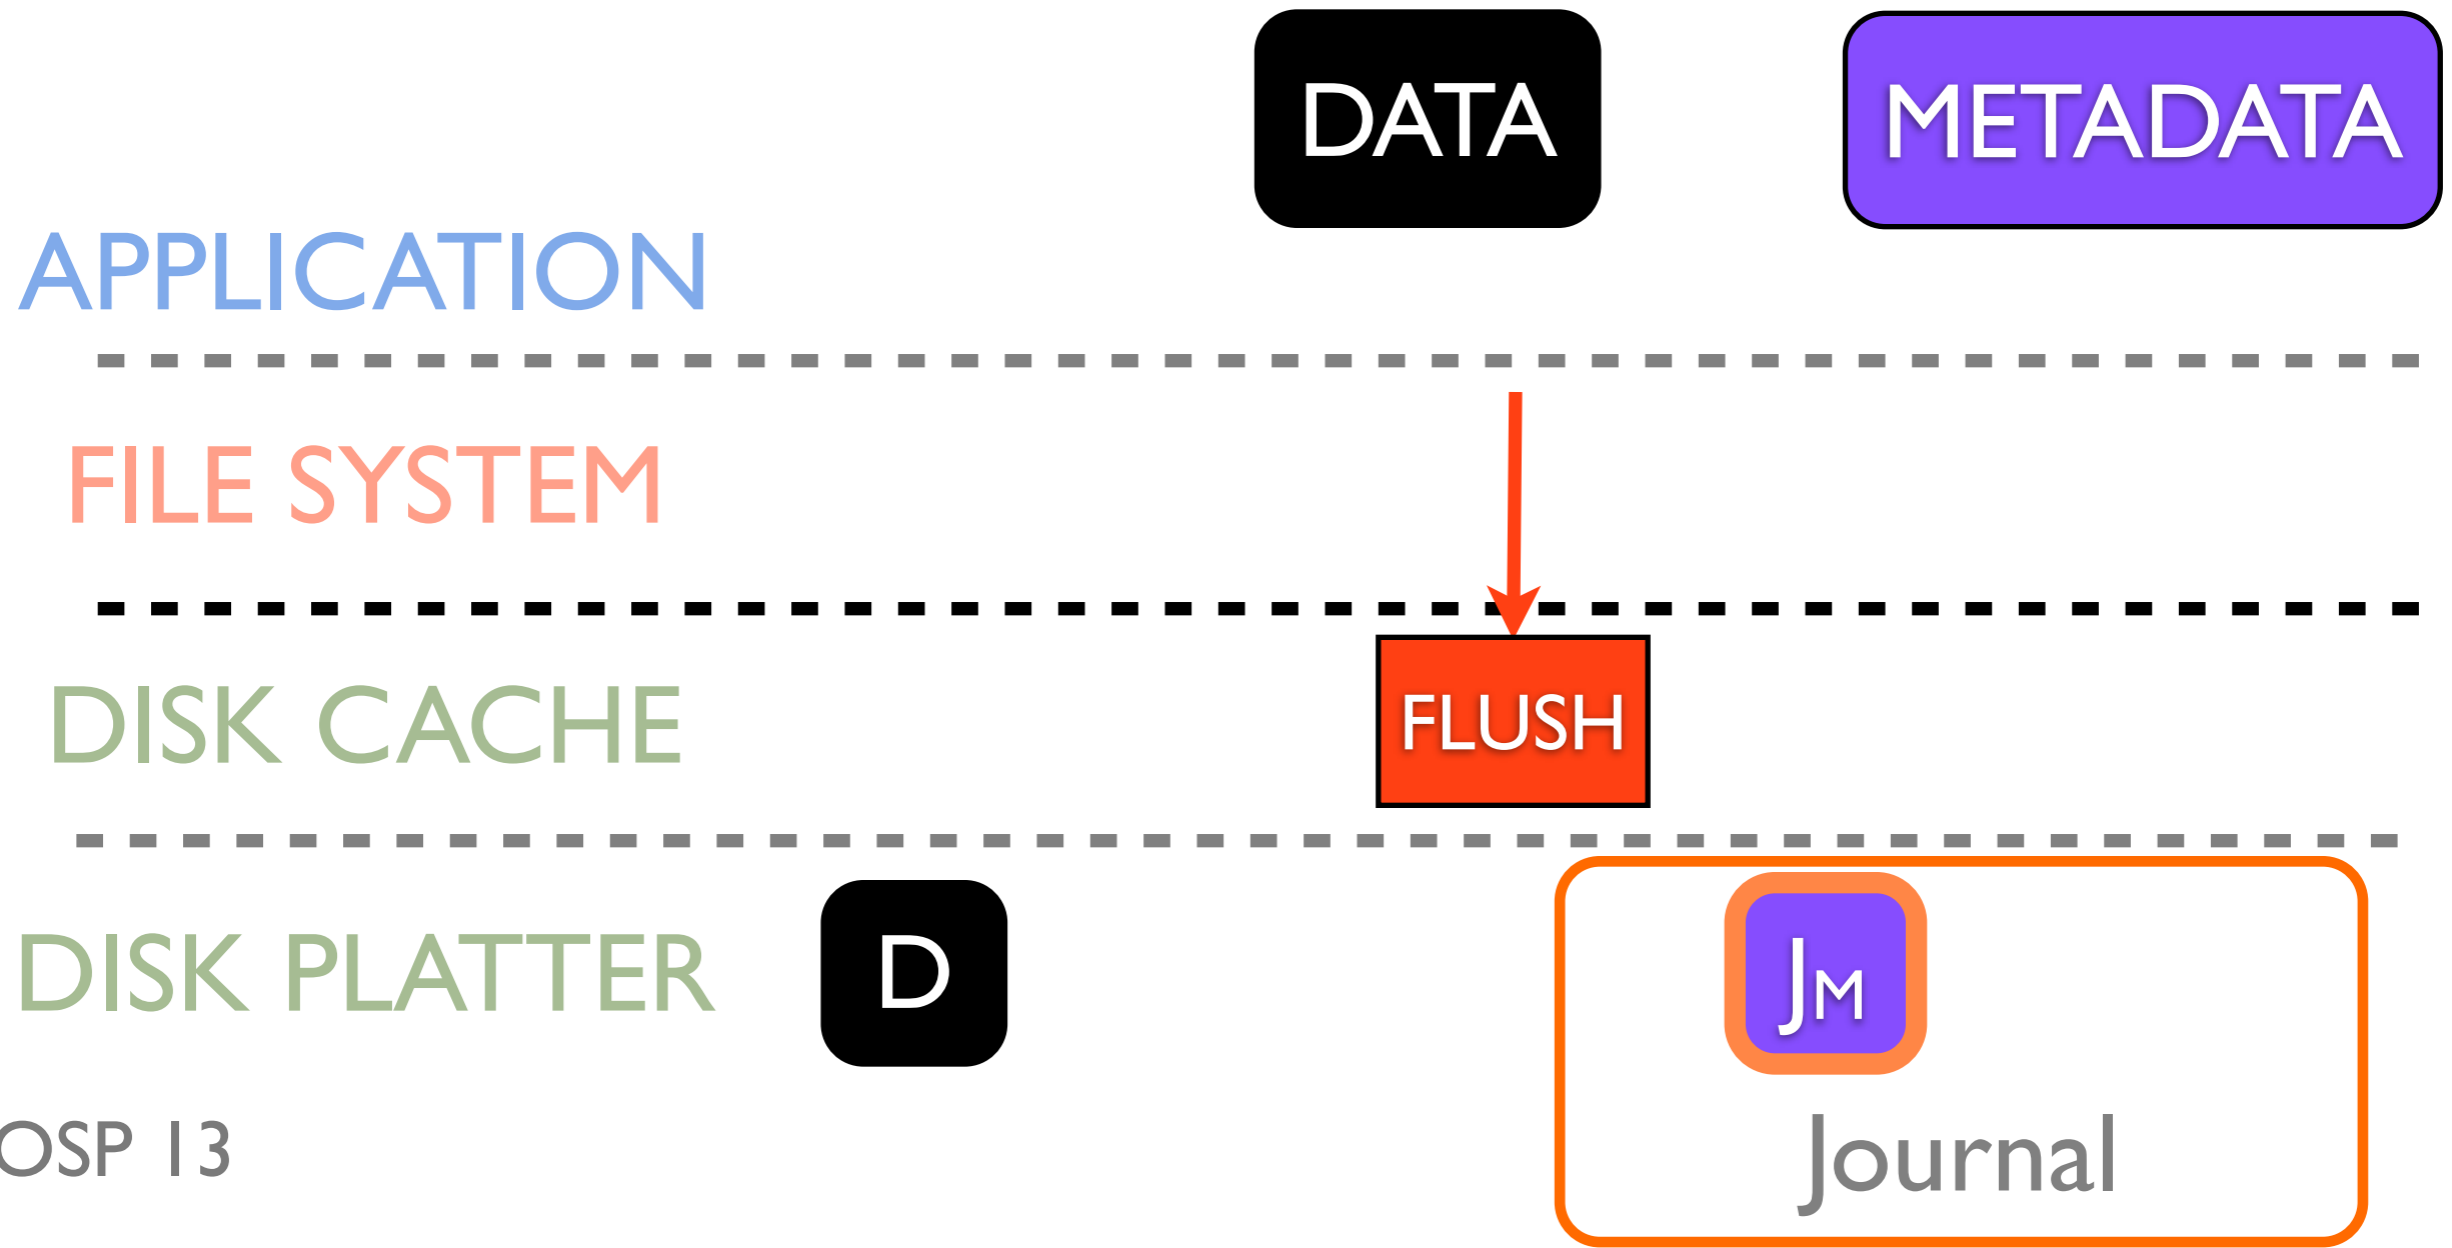 DATA
METADATA
APPLICATION
FILE SYSTEM
DISK CACHE
FLUSH
DISK PLATTER
D
JM
OSP 13
Journal